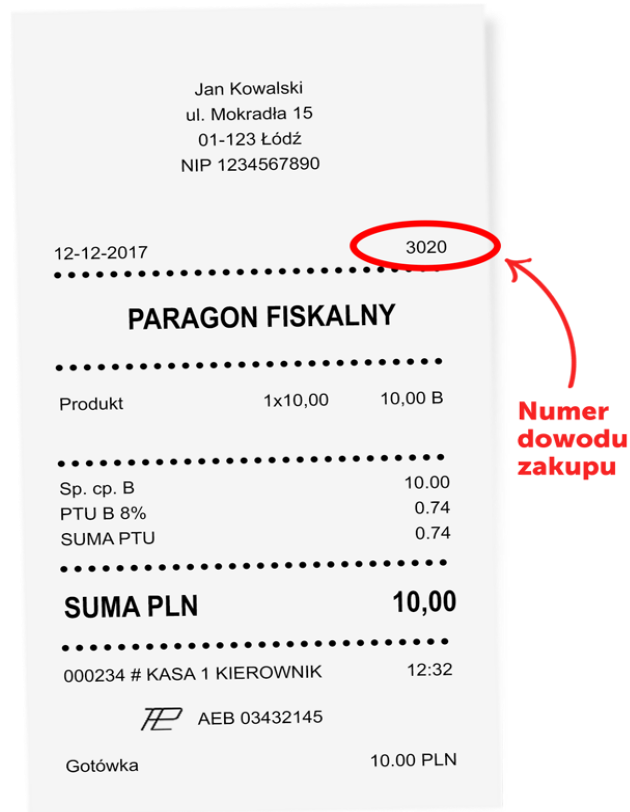 Jan Kowalski
ul. Mokradła 15
01-123 Łódź
NIP 1234567890
12-12-2017 3020
PARAGON FISKALNY
Produkt 1x10,00 10,00 B
Numer
dowodu
zakupu
Sp. cp. B 10.00
PTU B 8% 0.74
SUMA PTU 0.74
SUMA PLN 10,00
000234 # KASA 1 KIEROWNIK 12:32
AEB 03432145
Gotówka 10.00 PLN